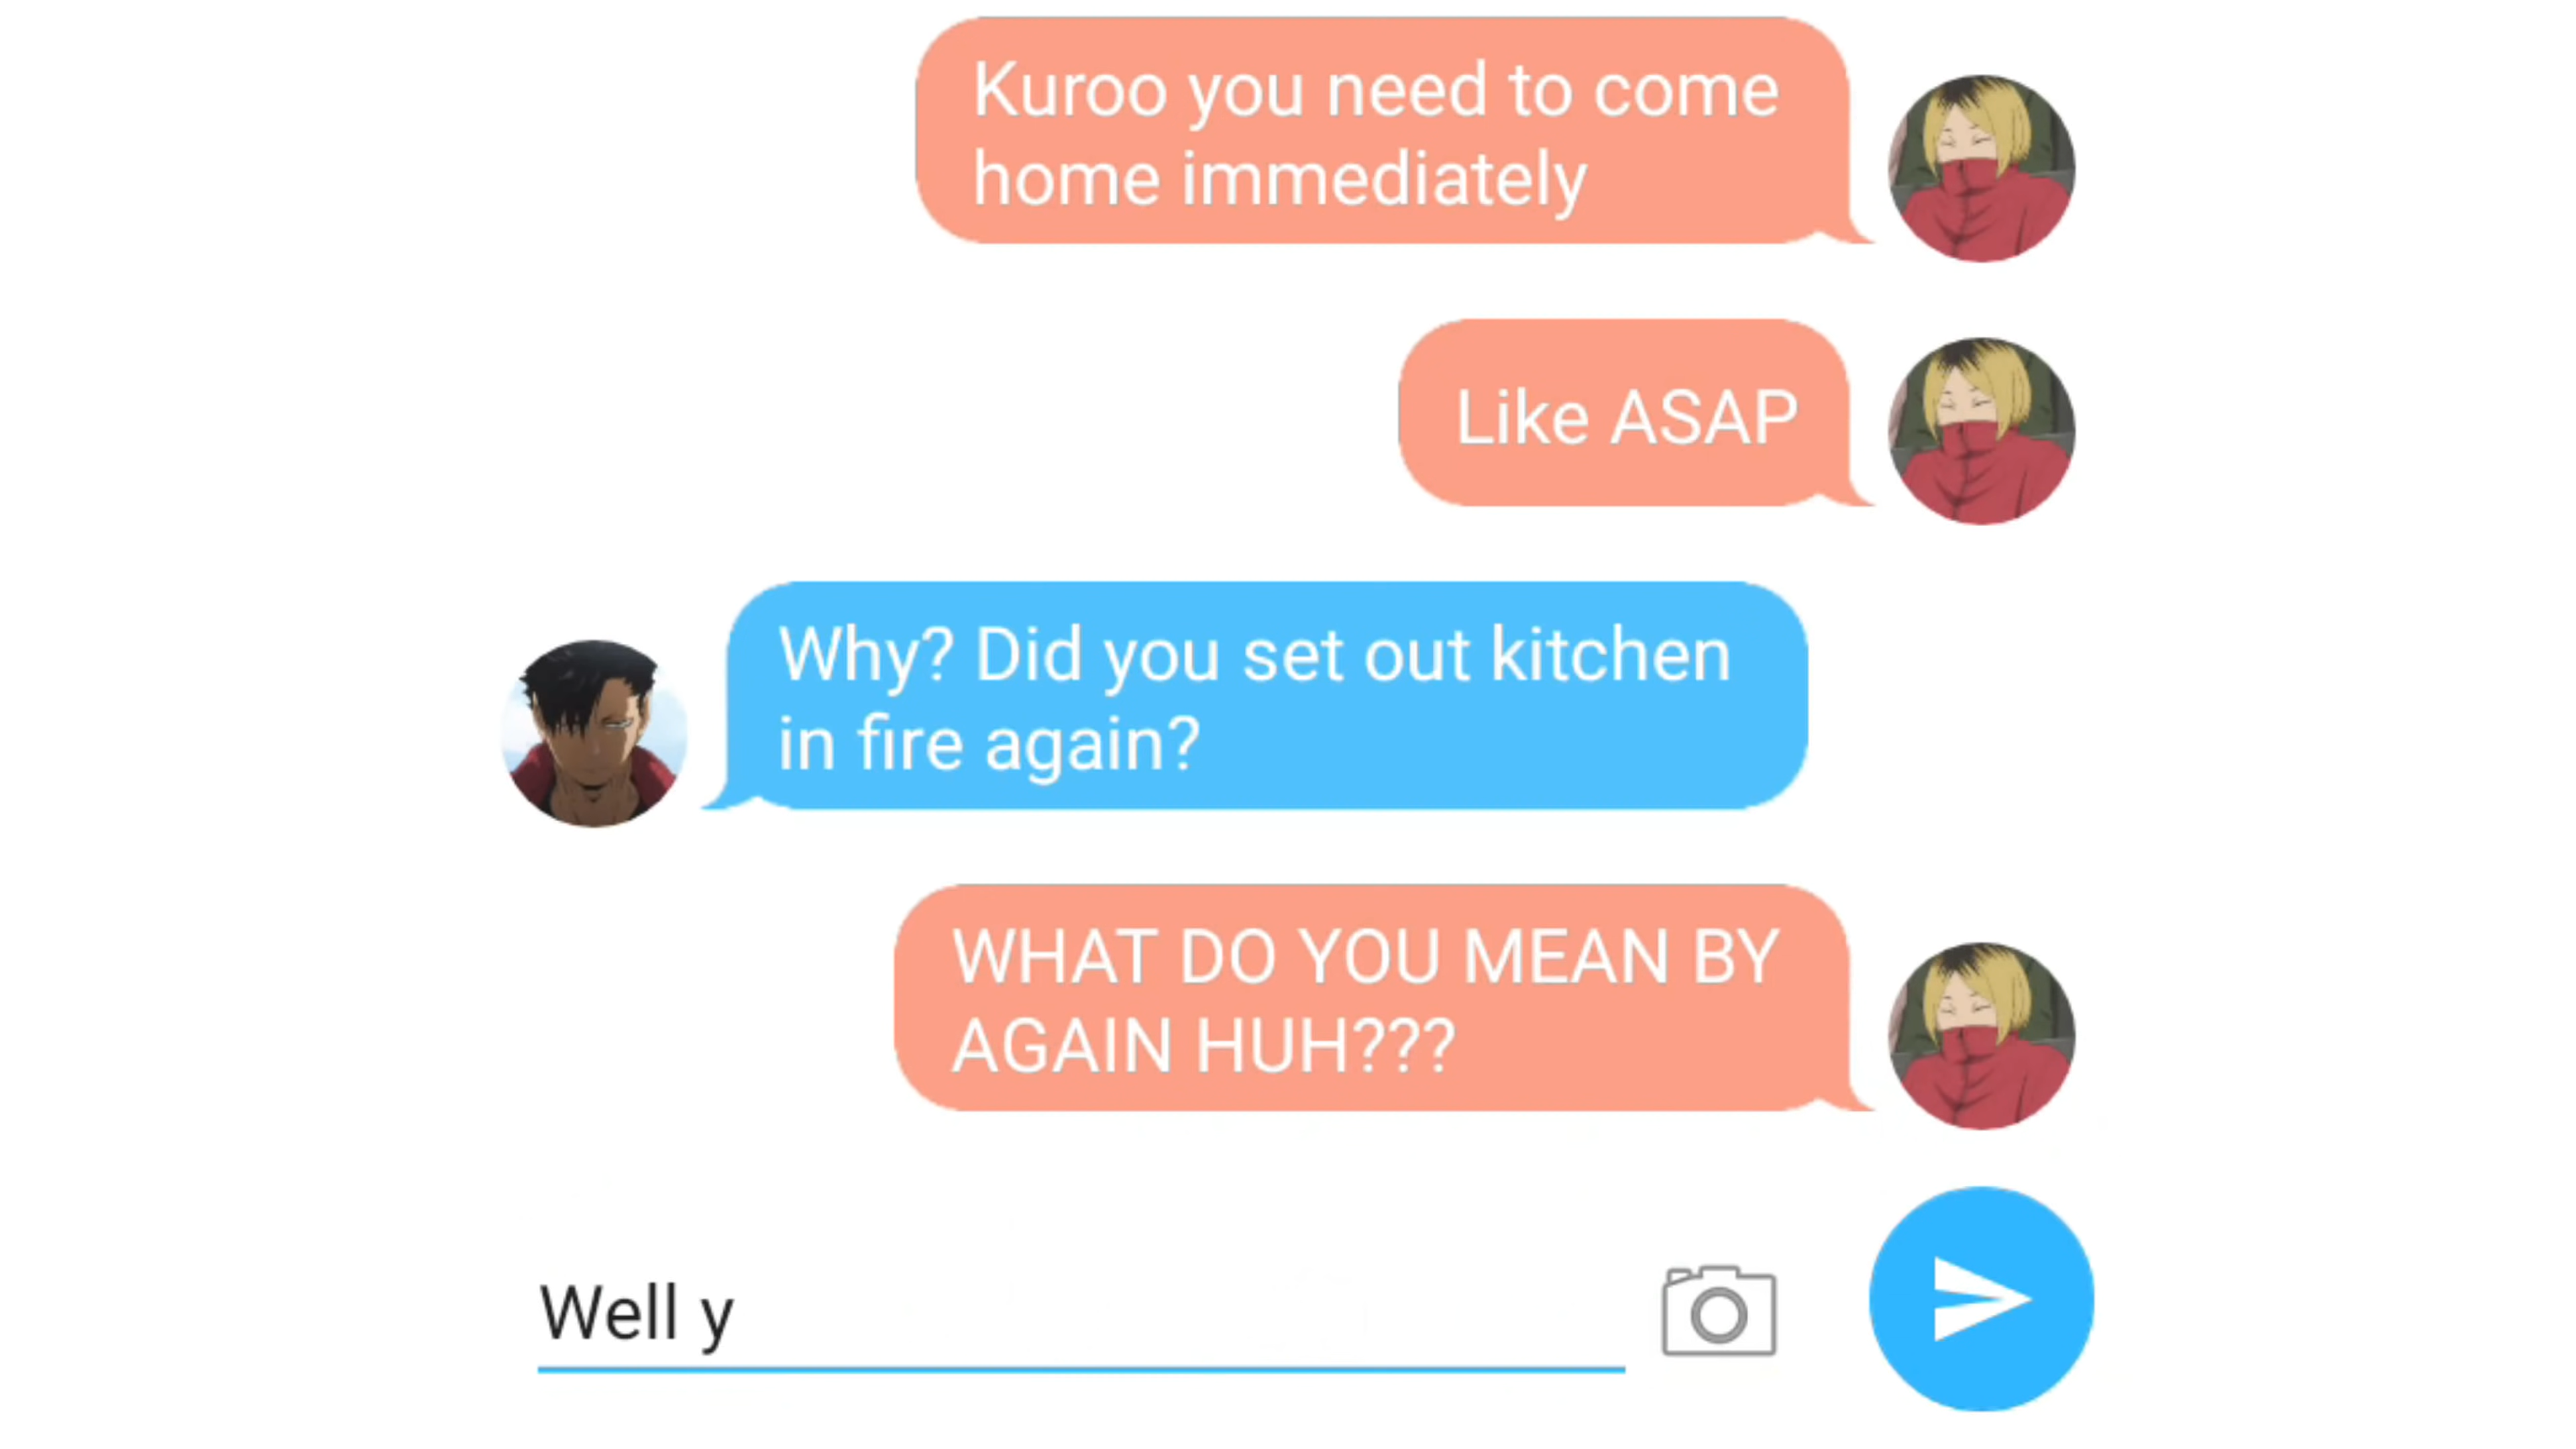 Kuroo you need to come
home immediately
Like ASAP
Why? Did you set out kitchen
in fire again?
WHAT DO YOU MEAN BY
AGAIN HUH???
Well y